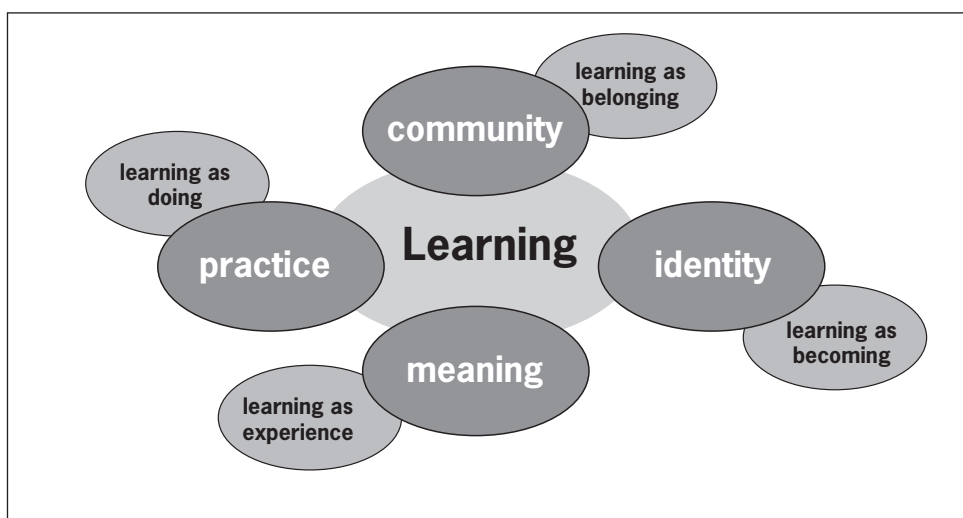 learning as
belonging
community
learning as
doing
Learning
practice
identity
learning as
becoming
meaning
learning as
experience